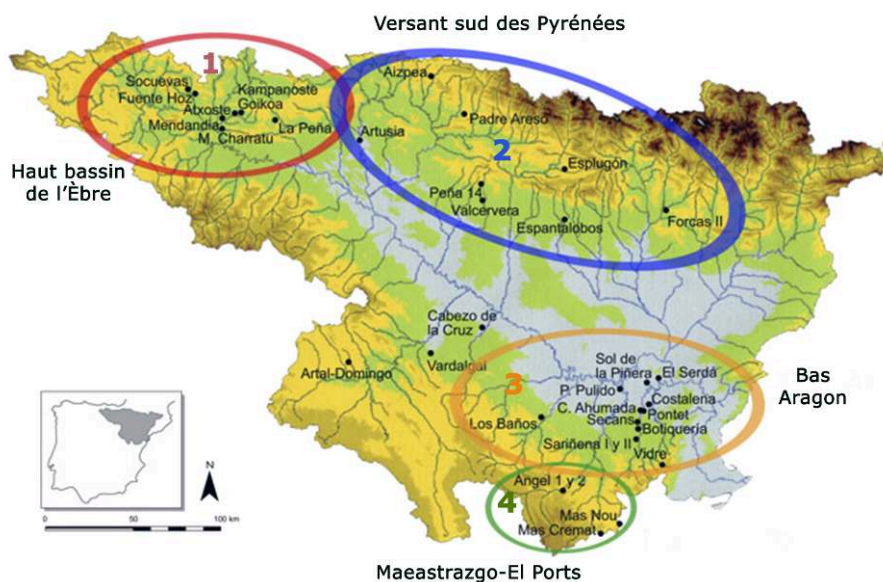 Versant sud des Pyrénées
1
Socuevas
Fuente Hoz
Kampanoste
Goikoa
Atxoste
Mendandia
M. Charratu
La Peña
Haut bassin
de l'Èbre
Aizpea
Padre Areso
Artusia
2
Esplugón
Peña 14
Valcervera
Espantalobos
Forcas II
Cabezo de
la Cruz
Vardalgai
Artal-Domingo
3
Sol de
la Piñera
El Serdá
P. Pulido
Costalena
C. Ahumada
Pontet
Secans
Botiquería
Los Baños
Sariñena I y II
Vidre
Bas
Aragon
4
Angel 1 y 2
Mas Nou
Mas Cremat
Maeastrazgo-El Ports
N
0 50 100 km